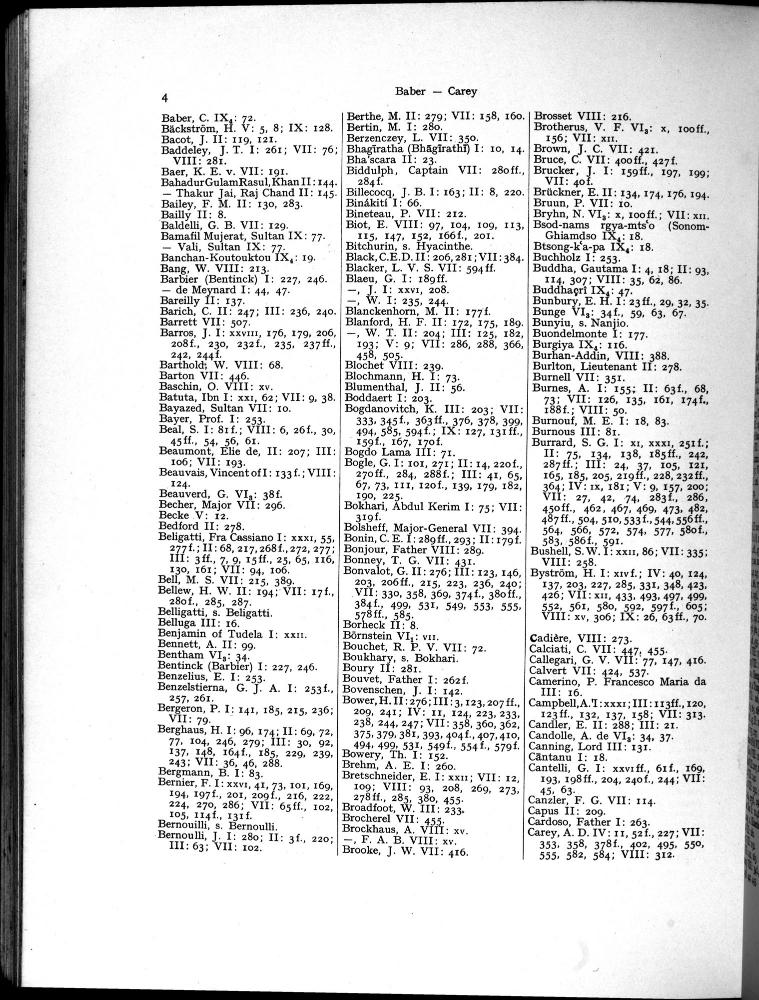 4
Baber — Carey
Baber, C. IX₄: 72.
Bäckström, H. V: 5, 8; IX: 128.
Bacot, J. II: 119, 121.
Baddeley, J. T. I: 261; VII: 76;
VIII: 281.
Baer, K. E. v. VII: 191.
Bahadur Gulam Rasul, Khan II: 144.
— Thakur Jai, Raj Chand II: 145.
Bailey, F. M. II: 130, 283.
Bailly II: 8.
Baldelli, G. B. VII: 129.
Bamafil Mujerat, Sultan IX: 77.
— Vali, Sultan IX: 77.
Banchan-Koutouktou IX₄: 19.
Bang, W. VIII: 213.
Barbier (Bentinck) I: 227, 246.
— de Meynard I: 44, 47.
Bareilly II: 137.
Barich, C. II: 247; III: 236, 240.
Barrett VII: 507.
Barros, J. I: XXVIII, 176, 179, 206,
208f., 230, 232f., 235, 237ff.,
242, 244f.
Barthold, W. VIII: 68.
Barton VII: 446.
Baschin, O. VIII: XV.
Batuta, Ibn I: XXI, 62; VII: 9, 38.
Bayazed, Sultan VII: 10.
Bayer, Prof. I: 253.
Beal, S. I: 81f.; VIII: 6, 26f., 30,
45ff., 54, 56, 61.
Beaumont, Élie de, II: 207; III:
106; VII: 193.
Beauvais, Vincent of I: 133f.; VIII:
124.
Beauverd, G. VI₃: 38f.
Becher, Major VII: 296.
Becke V: 12.
Bedford II: 278.
Beligatti, Fra Cassiano I: XXXI, 55,
277f.; II: 68, 217, 268f., 272, 277;
III: 3ff., 7, 9, 15ff., 25, 65, 116,
130, 161; VII: 94, 106.
Bell, M. S. VII: 215, 389.
Bellew, H. W. II: 194; VII: 17f.,
280f., 285, 287.
Belligatti, s. Beligatti.
Belluga III: 16.
Benjamin of Tudela I: XXII.
Bennett, A. II: 99.
Bentham VI₃: 34.
Bentinck (Barbier) I: 227, 246.
Benzelius, E. I: 253.
Benzelstierna, G. J. A. I: 253f.,
257, 261.
Bergeron, P. I: 141, 185, 215, 236;
VII: 79.
Berghaus, H. I: 96, 174; II: 69, 72,
77, 104, 246, 279; III: 30, 92,
137, 148, 164f., 185, 229, 239,
243; VII: 36, 46, 288.
Bergmann, B. I: 83.
Bernier, F. I: XXVI, 41, 73, 101, 169,
194, 197f., 201, 209f., 216, 222,
224, 270, 286; VII: 65ff., 102,
105, 114f., 131f.
Bernouilli, s. Bernoulli.
Bernoulli, J. I: 280; II: 3f., 220;
III: 63; VII: 102.
Berthe, M. II: 279; VII: 158, 160.
Bertin, M. I: 280.
Berzenczey, L. VII: 350.
Bhagīratha (Bhāgīrathī) I: 10, 14.
Bha'scara II: 23.
Biddulph, Captain VII: 280ff.,
284f.
Billecocq, J. B. I: 163; II: 8, 220.
Binákití I: 66.
Bineteau, P. VII: 212.
Biot, E. VIII: 97, 104, 109, 113,
115, 147, 152, 166f., 201.
Bitchurin, s. Hyacinthe.
Black, C. E. D. II: 206, 281; VII: 384.
Blacker, L. V. S. VII: 594ff.
Blaeu, G. I: 189ff.
—, J. I: XXVI, 208.
—, W. I: 235, 244.
Blanckenhorn, M. VII: 177f.
Blanford, H. F. II: 172, 175, 189.
—, W. T. II: 204; III: 125, 182,
193; V: 9; VII: 286, 288, 366,
458, 505.
Blochet VIII: 239.
Blochmann, H. I: 73.
Blumenthal, J. II: 56.
Boddaert I: 203.
Bogdanovitch, K. III: 203; VII:
333, 345f., 363ff., 376, 378, 399,
494, 585, 594f.; IX: 127, 131ff.,
159f., 167, 170f.
Bogdo Lama III: 71.
Bogle, G. I: 101, 271; II: 14, 220f.,
270ff., 284, 288f.; III: 41, 65,
67, 73, 111, 120f., 139, 179, 182,
190, 225.
Bokhari, Abdul Kerim I: 75; VII:
319f.
Bolsheff, Major-General VII: 394.
Bonin, C. E. I: 289ff., 293; II: 179f.
Bonjour, Father VIII: 289.
Bonney, T. G. VII: 431.
Bonvalot, G. II: 276; III: 123, 146,
203, 206ff., 215, 223, 236, 240;
VII: 330, 358, 369, 374f., 380ff.,
384f., 499, 531, 549, 553, 555,
578ff., 585.
Borheck II: 8.
Börnstein VI₁: VII.
Bouchet, R. P. V. VII: 72.
Boukhary, s. Bokhari.
Boury II: 281.
Bouvet, Father I: 262f.
Bovenschen, J. I: 142.
Bower, H. II: 276; III: 3, 123, 207ff.,
209, 241; IV: 11, 124, 223, 233,
238, 244, 247; VII: 358, 360, 362,
375, 379, 381, 393, 404f., 407, 410,
494, 499, 531, 549f., 554f., 579f.
Bowery, Th. I: 152.
Brehm, A. E. I: 260.
Bretschneider, E. I: XXII; VII: 12,
109; VIII: 93, 208, 269, 273,
278ff., 285, 380, 455.
Broadfoot, W. III: 233.
Brocherel VII: 455.
Brockhaus, A. VIII: XV.
—, F. A. B. VIII: XV.
Brooke, J. W. VII: 416.
Brosset VIII: 216.
Brotherus, V. F. VI₃: X, 100ff.,
156; VII: XII.
Brown, J. C. VII: 421.
Bruce, C. VII: 400ff., 427f.
Brucker, J. I: 159ff., 197, 199;
VII: 40f.
Brückner, E. II: 134, 174, 176, 194.
Bruun, P. VII: 10.
Bryhn, N. VI₃: X, 100ff.; VII: XII.
Bsod-nams rgya-mts'o (Sonom-
Ghiamdso IX₄: 18.
Btsong-k'a-pa IX₄: 18.
Buchholz I: 253.
Buddha, Gautama I: 4, 18; II: 93,
114, 307; VIII: 35, 62, 86.
Buddhaçrī IX₄: 47.
Bunbury, E. H. I: 23ff., 29, 32, 35.
Bunge VI₃: 34f., 59, 63, 67.
Bunyiu, s. Nanjio.
Buondelmonte I: 177.
Burgiya IX₄: 116.
Burhan-Addin, VIII: 388.
Burlton, Lieutenant II: 278.
Burnell VII: 351.
Burnes, A. I: 155; II: 63f., 68,
73; VII: 126, 135, 161, 174f.,
188f.; VIII: 50.
Burnouf, M. E. I: 18, 83.
Burnous III: 81.
Burrard, S. G. I: XI, XXXI, 251f.;
II: 75, 134, 138, 185ff., 242,
287ff.; III: 24, 37, 105, 121,
165, 185, 205, 219ff., 228, 232ff.,
364; IV: IX, 181; V: 9, 157, 200;
VII: 27, 42, 74, 283f., 286,
450ff., 462, 467, 469, 473, 482,
487ff., 504, 510, 533f., 544, 556ff.,
564, 566, 572, 574, 577, 580f.,
583, 586f., 591.
Bushell, S. W. I: XXII, 86; VII: 335;
VIII: 258.
Byström, H. I: XIVf.; IV: 40, 124,
137, 203, 227, 285, 331, 348, 423,
426; VII: XII, 433, 493, 497, 499,
552, 561, 580, 592, 597f., 605;
VIII: XV, 306; IX: 26, 63ff., 70.
Cadière, VIII: 273.
Calciati, C. VII: 447, 455.
Callegari, G. V. VII: 77, 147, 416.
Calvert VII: 424, 537.
Camerino, P. Francesco Maria da
III: 16.
Campbell, A. I: XXXI; III: 113ff., 120,
123ff., 132, 137, 158; VII: 313.
Candler, E. II: 288; III: 21.
Candolle, A. de VI₃: 34, 37.
Canning, Lord III: 131.
Cäntanu I: 18.
Cantelli, G. I: XXVIff., 61f., 169,
193, 198ff., 204, 240f., 244; VII:
45, 63.
Canzler, F. G. VII: 114.
Capus II: 209.
Cardoso, Father I: 263.
Carey, A. D. IV: 11, 52f., 227; VII:
353, 358, 378f., 402, 495, 550,
555, 582, 584; VIII: 312.